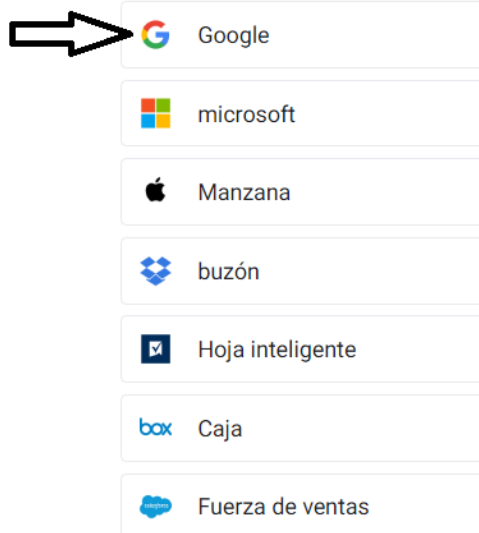 Google
microsoft
Manzana
buzón
Hoja inteligente
box Caja
Fuerza de ventas